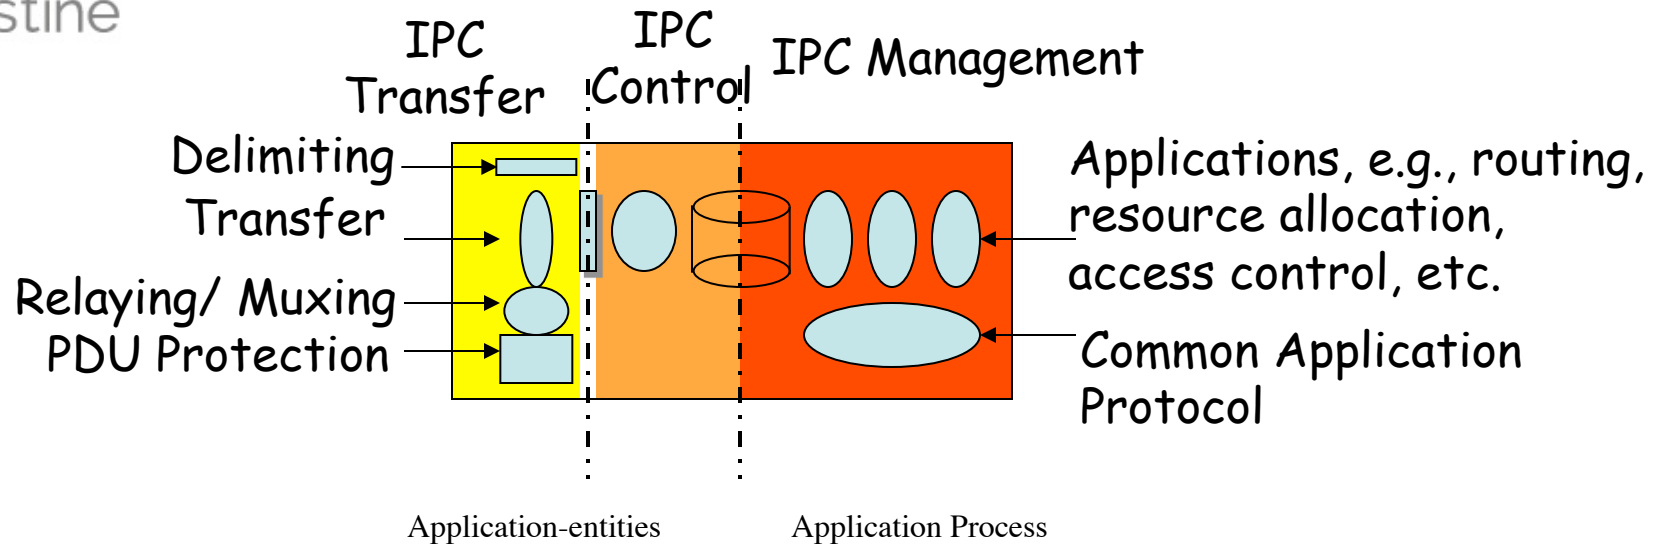 stine
IPC
Transfer
IPC
Control
IPC Management
Delimiting
Transfer
Relaying/ Muxing
PDU Protection
Applications, e.g., routing,
resource allocation,
access control, etc.
Common Application
Protocol
Application-entities
Application Process